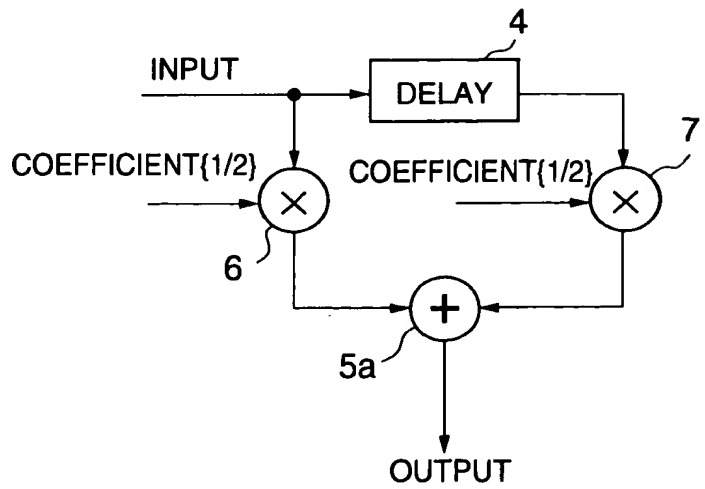 4
INPUT
DELAY
7
COEFFICIENT{1/2}
COEFFICIENT{1/2}
×
×
6
+
5a
OUTPUT